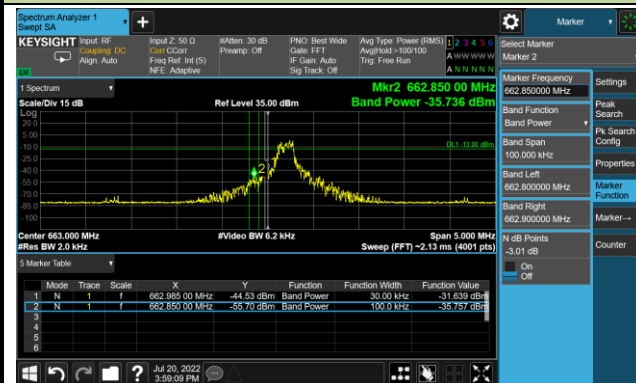 Spectrum Analyzer 1
Swept SA
Marker
KEYSIGHT
Input: RF
Coupling: DC
Align: Auto
Input Z: 50 Ω
Corr CCorr
Freq Ref: Int (S)
NFE: Adaptive
#Atten: 30 dB
Preamp: Off
PNO: Best Wide
Gate: FFT
IF Gain: Auto
Sig Track: Off
Avg Type: Power (RMS)
Avg|Hold:>100/100
Trig: Free Run
1 2 3 4 5 6
A W W W W W
A N N N N N
Select Marker
Marker 2
1 Spectrum
Scale/Div 15 dB
Ref Level 35.00 dBm
Mkr2 662.850 00 MHz
Band Power -35.736 dBm
Log
20.0
5.00
-10.0
-25.0
-40.0
-55.0
-70.0
-85.0
-100
DL1 -13.00 dBm
2
Center 663.000 MHz
#Res BW 2.0 kHz
#Video BW 6.2 kHz
Span 5.000 MHz
Sweep (FFT) ~2.13 ms (4001 pts)
Marker Frequency
662.850000 MHz
Band Function
Band Power
Band Span
100.000 kHz
Band Left
662.800000 MHz
Band Right
662.900000 MHz
N dB Points
-3.01 dB
On
Off
Settings
Peak
Search
Pk Search
Config
Properties
Marker
Function
Marker→
Counter
5 Marker Table
Mode Trace Scale X Y Function Function Width Function Value
1 N 1 f 662.985 00 MHz -44.53 dBm Band Power 30.00 kHz -31.639 dBm
2 N 1 f 662.850 00 MHz -55.70 dBm Band Power 100.0 kHz -35.757 dBm
3
4
5
6
Jul 20, 2022
3:59:09 PM